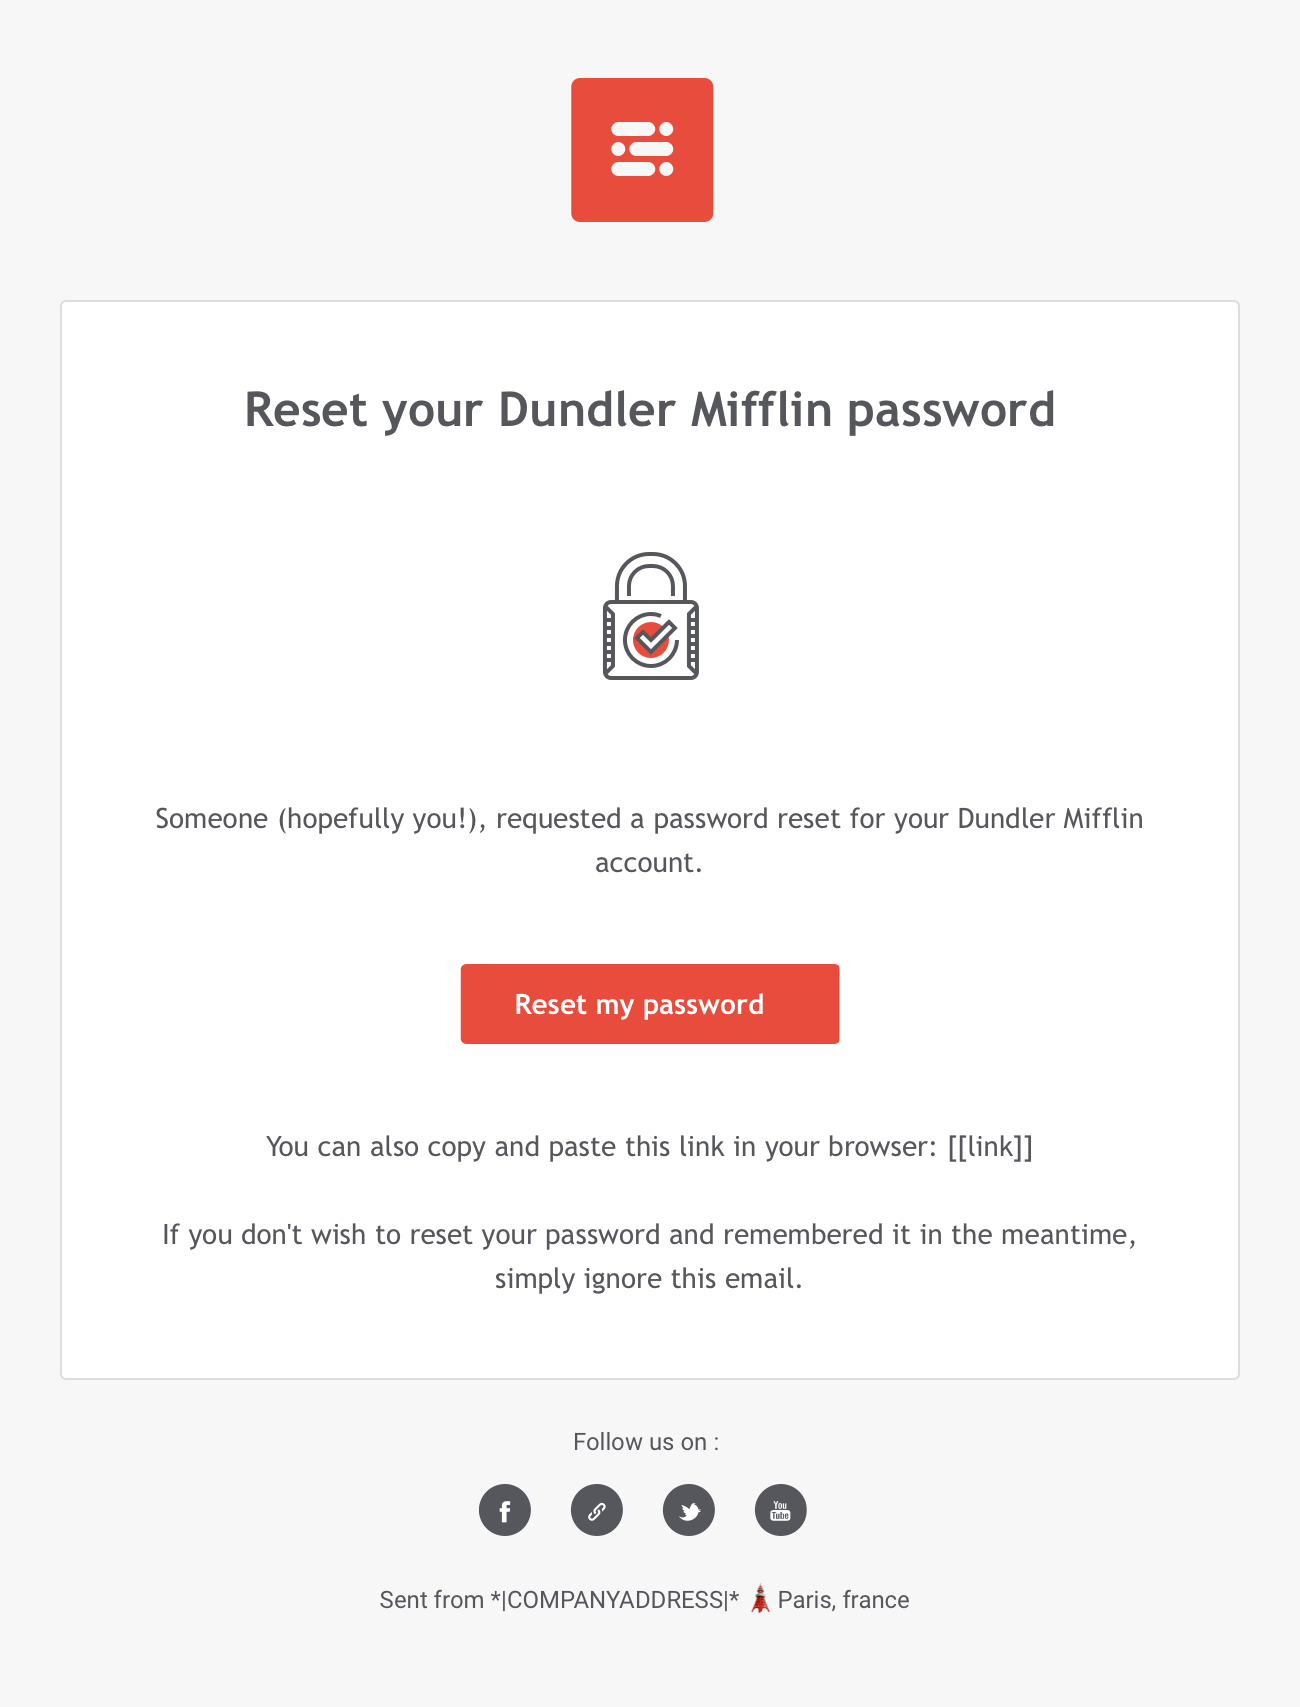 Reset your Dundler Mifflin password
Someone (hopefully you!), requested a password reset for your Dundler Mifflin
account.
Reset my password
You can also copy and paste this link in your browser: [[link]]
If you don't wish to reset your password and remembered it in the meantime,
simply ignore this email.
Follow us on :
You
Tube
Sent from *|COMPANYADDRESS|* 🗼 Paris, france